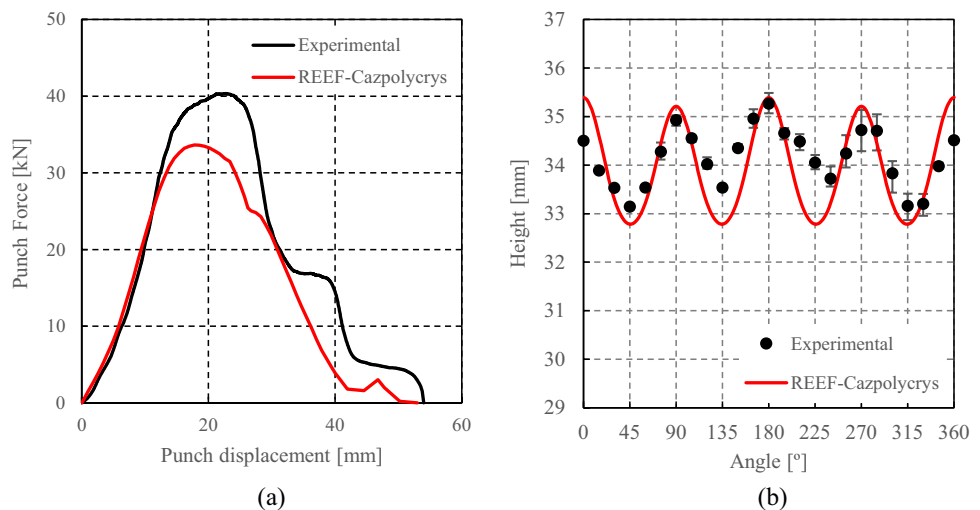 50
40
30
20
10
0
Punch Force [kN]
Experimental
REEF-Cazpolycrys
0
20
40
60
Punch displacement [mm]
(a)
37
36
35
34
33
32
31
30
29
Height [mm]
Experimental
REEF-Cazpolycrys
0
45
90
135
180
225
270
315
360
Angle [º]
(b)